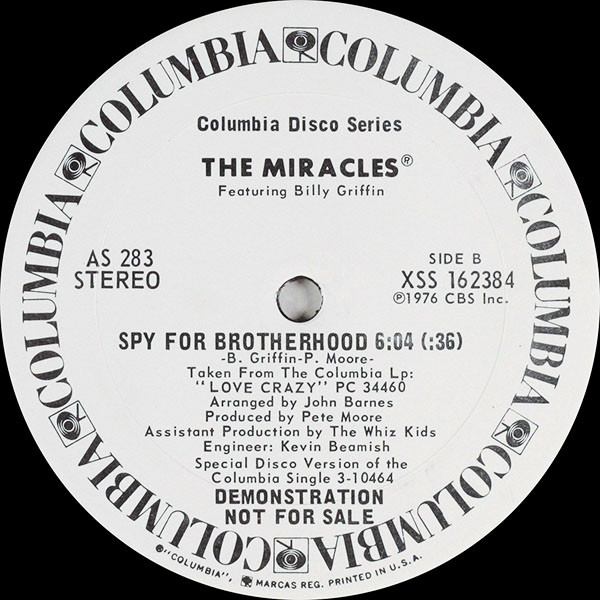 COLUMBIA COLUMBIA COLUMBIA COLUMBIA COLUMBIA COLUMBIA COLUMBIA COLUMBIA
Columbia Disco Series
THE MIRACLES®
Featuring Billy Griffin
AS 283
STEREO
SIDE B
XSS 162384
℗1976 CBS Inc.
SPY FOR BROTHERHOOD 6:04 (:36)
-B. Griffin-P. Moore-
Taken From The Columbia Lp:
"LOVE CRAZY" PC 34460
Arranged by John Barnes
Produced by Pete Moore
Assistant Production by The Whiz Kids
Engineer: Kevin Beamish
Special Disco Version of the
Columbia Single 3-10464
DEMONSTRATION
NOT FOR SALE
®"COLUMBIA", MARCAS REG. PRINTED IN U.S.A.